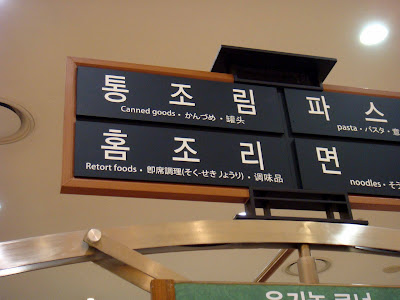 통 조 림
Canned goods • かんづめ • 罐头
파 스
pasta • パスタ • 意
홈 조 리
Retort foods • 即席調理(そく-せきﾉょうり) • 调味品
면
noodles • そう